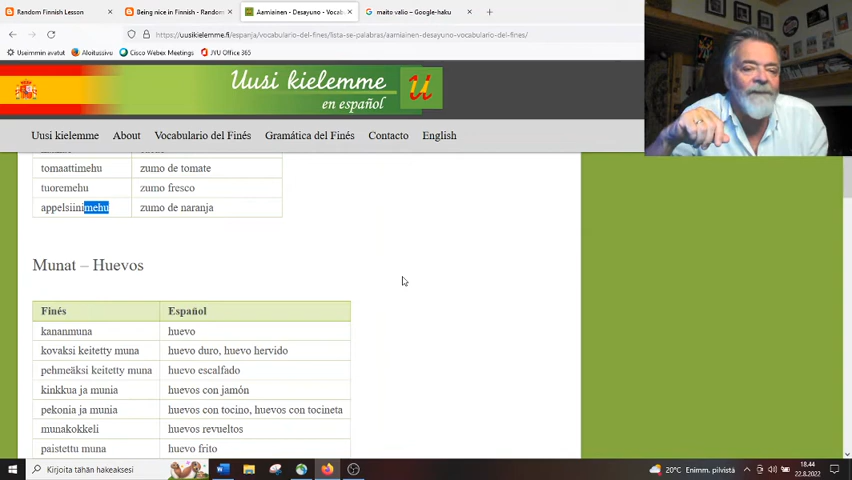 Random Finnish Lesson
Being nice in Finnish - Random
Aamiainen - Desayuno - Vocab
maito valio – Google-haku
https://uusikielemme.fi/espanja/vocabulario-del-fines/lista-se-palabras/aamiainen-desayuno-vocabulario-del-fines/
Useimmin avatut
Aloitussivu
Cisco Webex Meetings
JYU Office 365
Uusi kielemme
en español
Uusi kielemme About Vocabulario del Finés Gramática del Finés Contacto English
tomaattimehu zumo de tomate
tuoremehu zumo fresco
appelsiinimehu zumo de naranja
Munat – Huevos
Finés Español
kananmuna huevo
kovaksi keitetty muna huevo duro, huevo hervido
pehmeäksi keitetty muna huevo escalfado
kinkkua ja munia huevos con jamón
pekonia ja munia huevos con tocino, huevos con tocineta
munakokkeli huevos revueltos
paistettu muna huevo frito
Kirjoita tähän hakeaksesi
20°C Enimm. pilvistä
18.44
22.8.2022